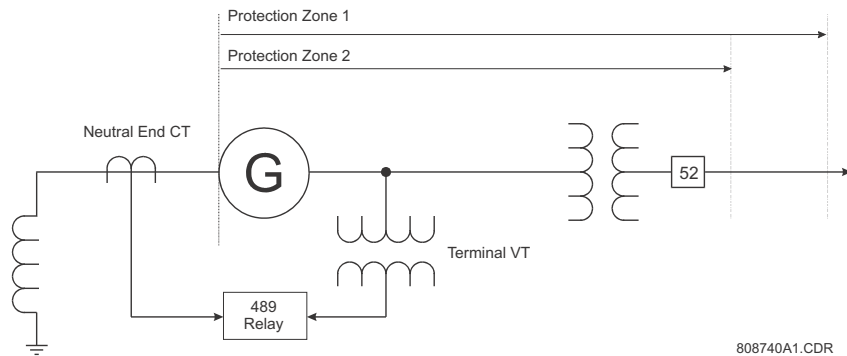 Protection Zone 1
Protection Zone 2
Neutral End CT
G
52
Terminal VT
489
Relay
808740A1.CDR